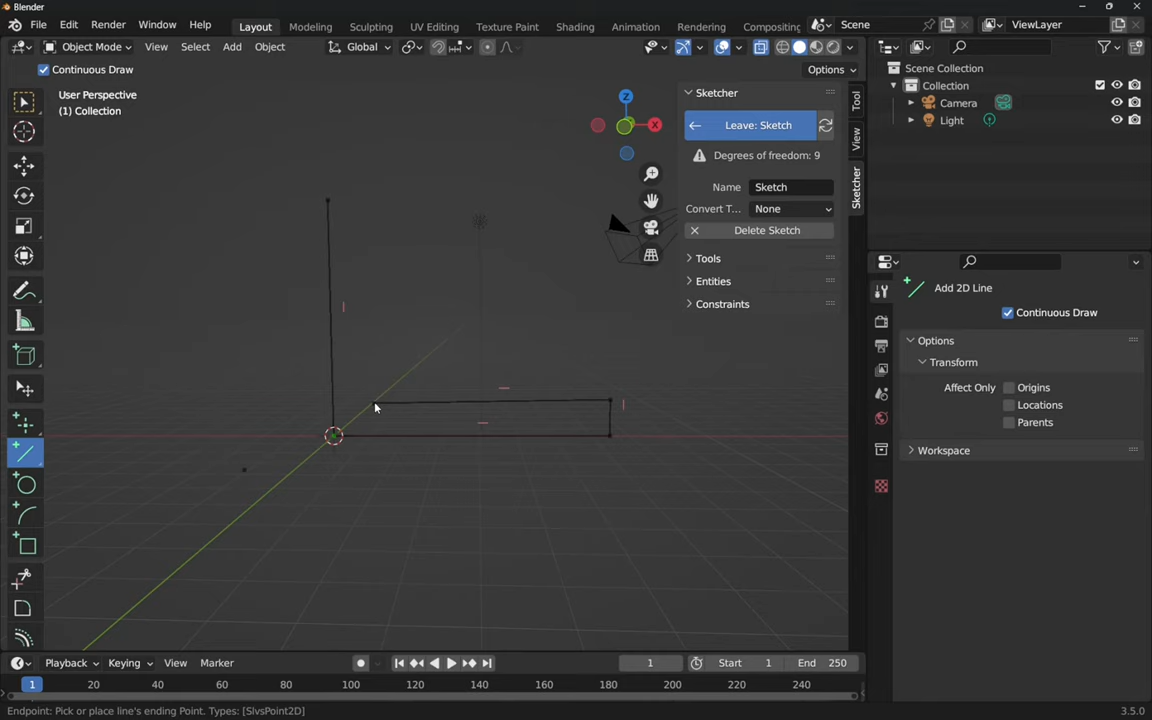 Blender
File Edit Render Window Help Layout Modeling Sculpting UV Editing Texture Paint Shading Animation Rendering Compositing Scene ViewLayer
Object Mode View Select Add Object Global
Continuous Draw Options
User Perspective
(1) Collection
Z
X
Sketcher
Leave: Sketch
Degrees of freedom: 9
Name Sketch
Convert T... None
Delete Sketch
Tools
Entities
Constraints
Tool
View
Sketcher
Scene Collection
Collection
Camera
Light
Add 2D Line
Continuous Draw
Options
Transform
Affect Only Origins
Locations
Parents
Workspace
Playback Keying View Marker 1 Start 1 End 250
1 20 40 60 80 100 120 140 160 180 200 220 240
Endpoint: Pick or place line's ending Point. Types: [SlvsPoint2D] 3.5.0